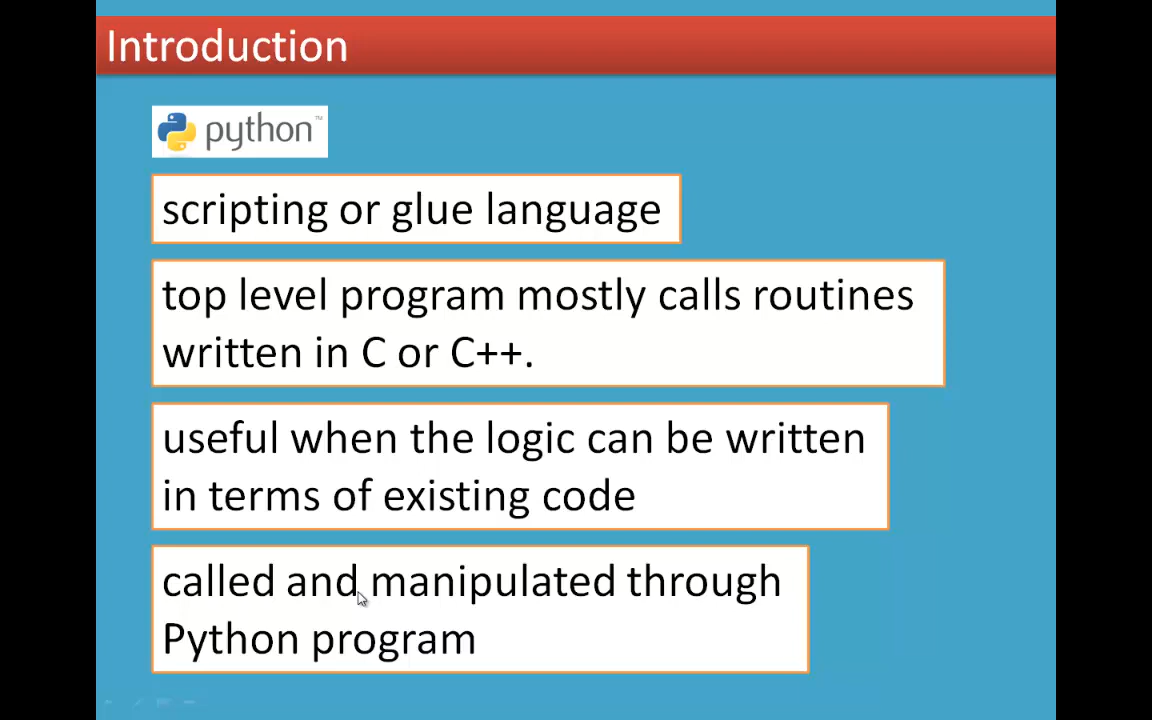 Introduction
python™
scripting or glue language
top level program mostly calls routines
written in C or C++.
useful when the logic can be written
in terms of existing code
called and manipulated through
Python program